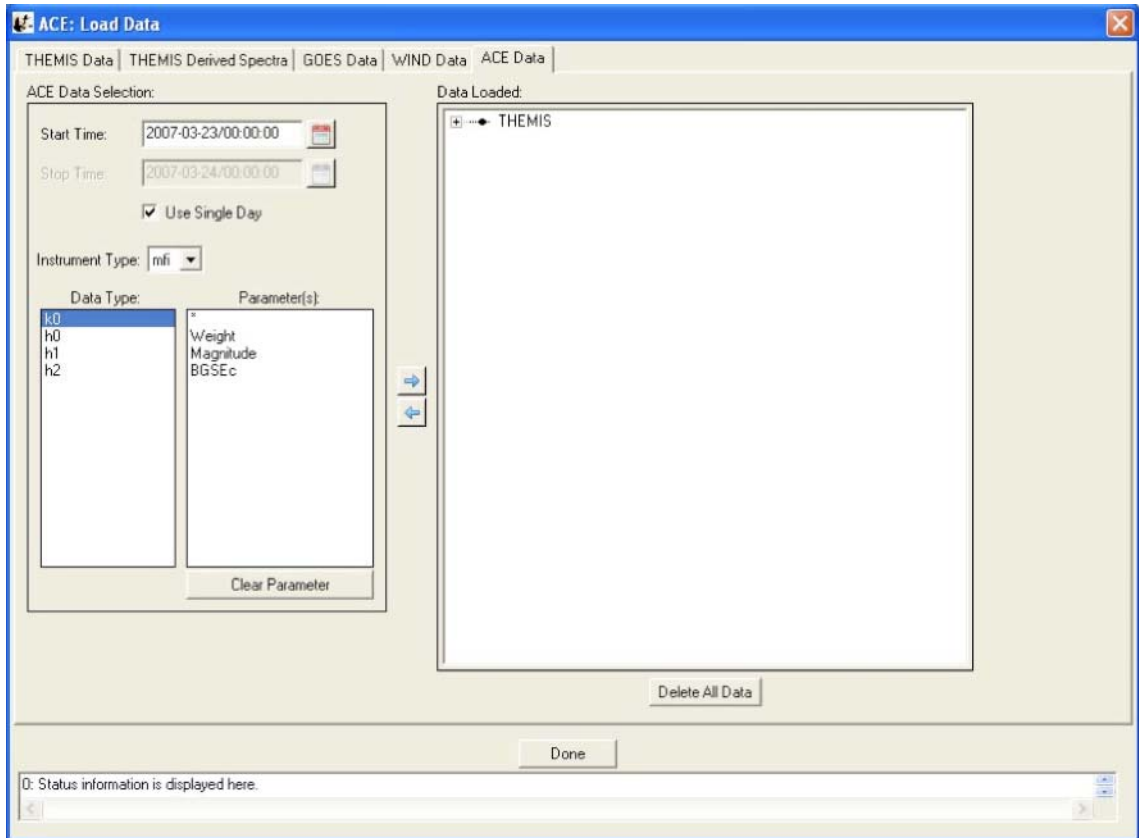 ACE: Load Data
THEMIS Data
THEMIS Derived Spectra
GOES Data
WIND Data
ACE Data
ACE Data Selection:
Start Time:
2007-03-23/00:00:00
Stop Time:
2007-03-24/00:00:00
Use Single Day
Instrument Type:
mfi
Data Type:
k0
h0
h1
h2
Parameter(s):
*
Weight
Magnitude
BGSEc
Clear Parameter
Data Loaded:
THEMIS
Delete All Data
Done
0: Status information is displayed here.